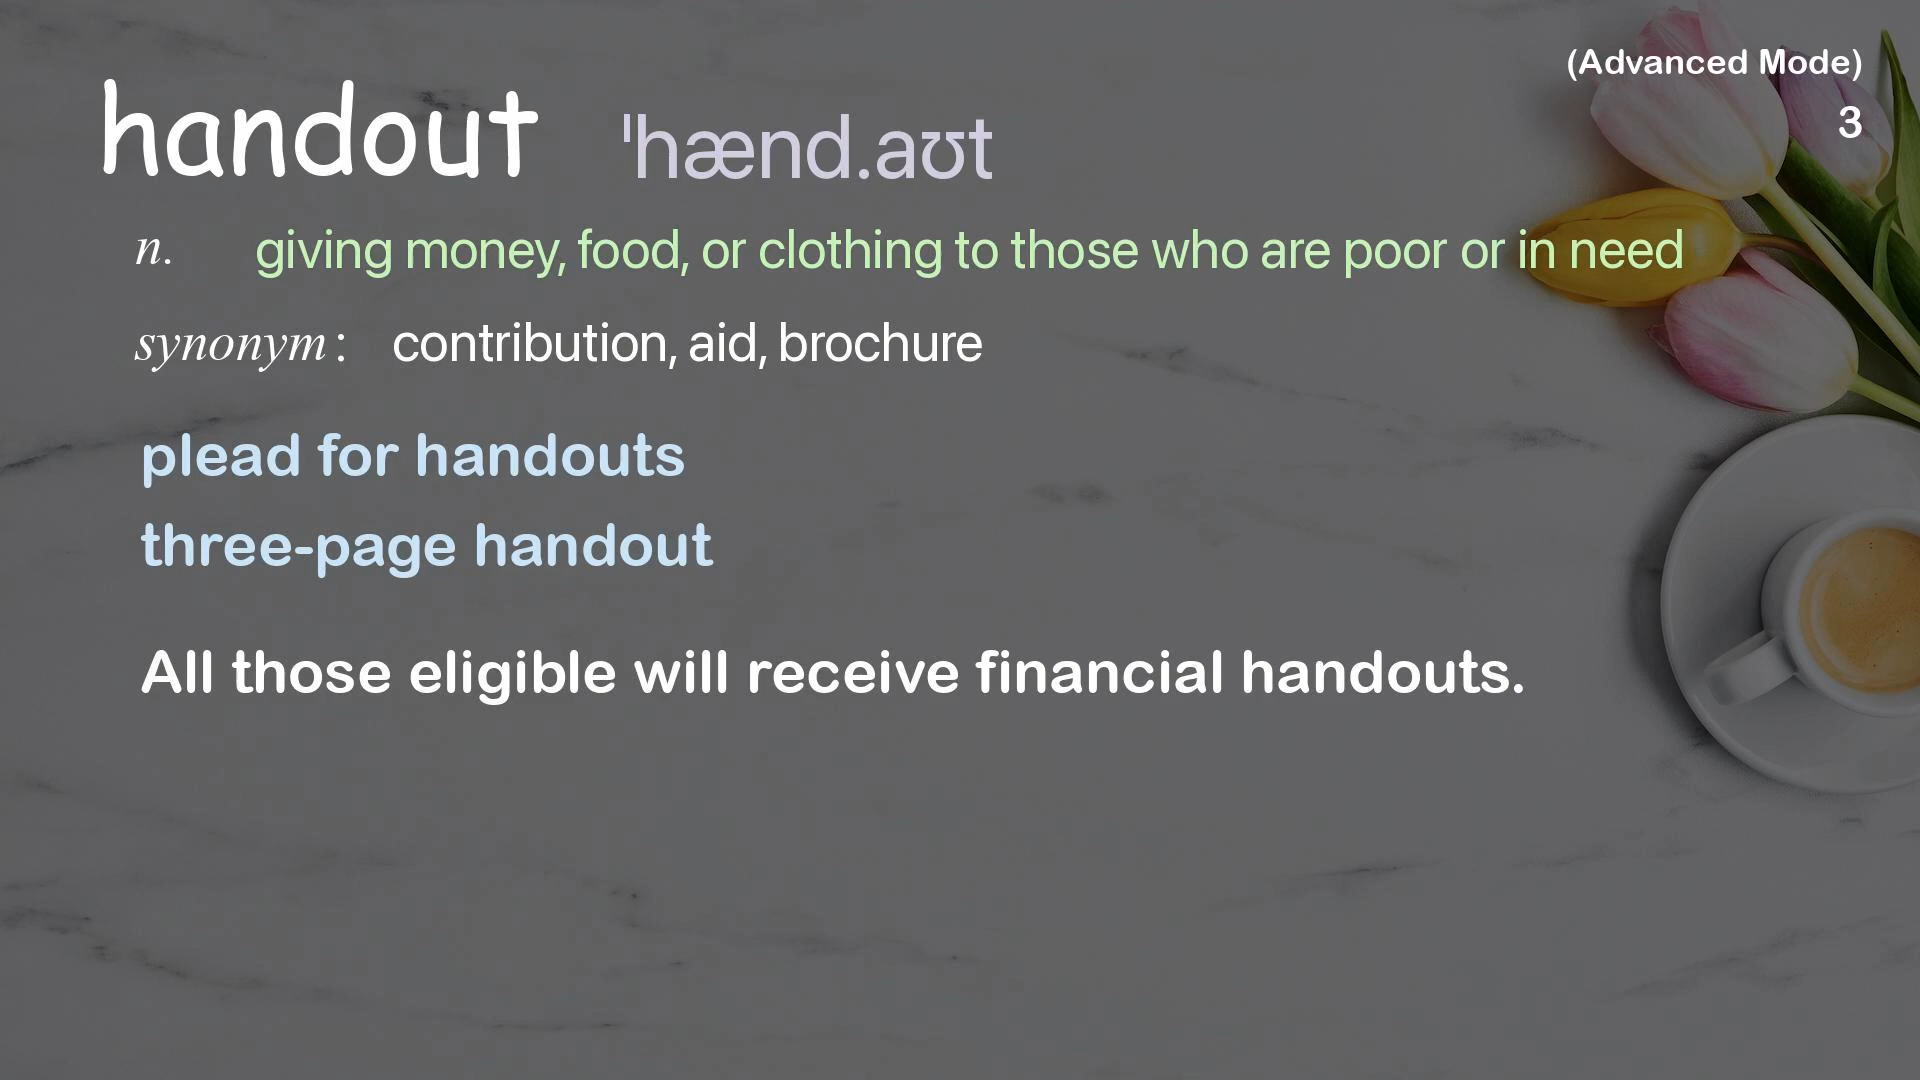 (Advanced Mode)
3
handout ˈhænd.aʊt
n. giving money, food, or clothing to those who are poor or in need
synonym: contribution, aid, brochure
plead for handouts
three-page handout
All those eligible will receive financial handouts.